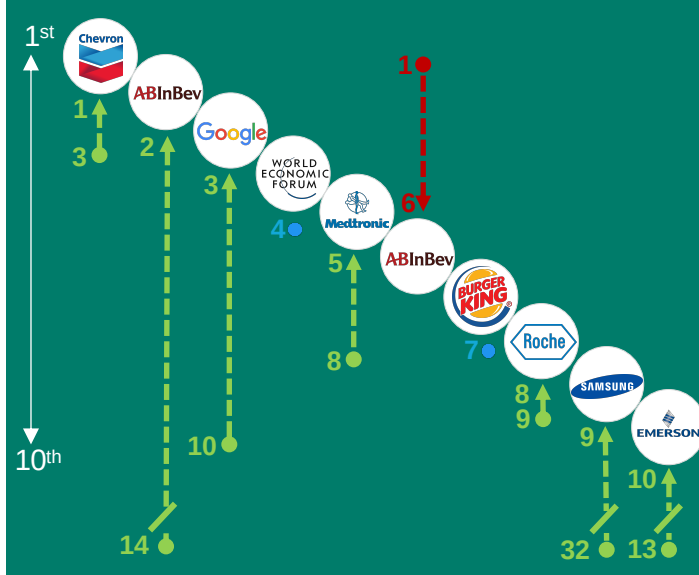 1st
Chevron
1
3
ABInBev
2
14
Google
3
10
WORLD
ECONOMIC
FORUM
4
Medtronic
5
8
1
6
ABInBev
BURGER
KING
®
7
Roche
8
9
SAMSUNG
9
32
EMERSON
10
13
10th